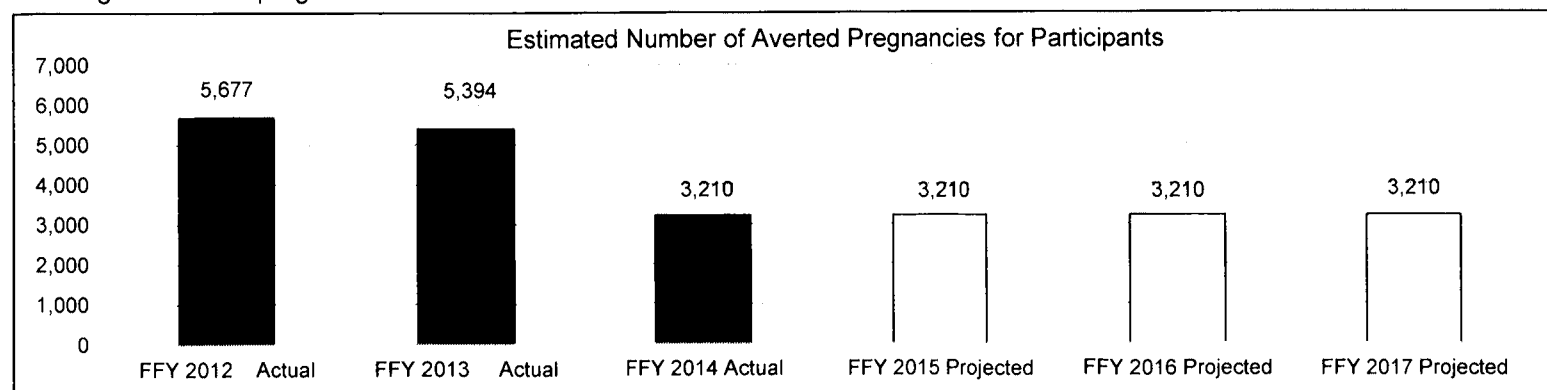 Estimated Number of Averted Pregnancies for Participants
7,000
6,000
5,000
4,000
3,000
2,000
1,000
0
5,677
5,394
3,210
3,210
3,210
3,210
FFY 2012 Actual
FFY 2013 Actual
FFY 2014 Actual
FFY 2015 Projected
FFY 2016 Projected
FFY 2017 Projected